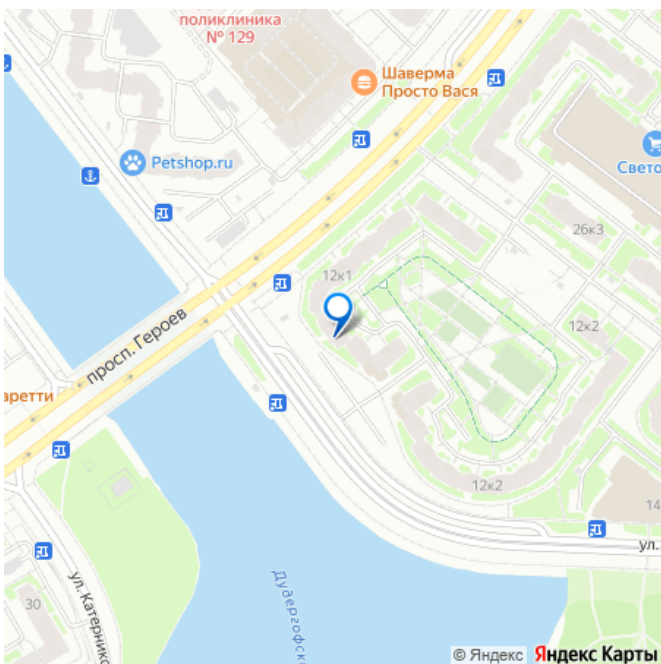 поликлиника
№ 129
Шаверма
Просто Вася
Petshop.ru
Свето
26к3
12к1
12к2
просп. Героев
аретти
12к2
14
ул.
ул. Катернико
30
Дудергофск
© Яндекс Яндекс Карты